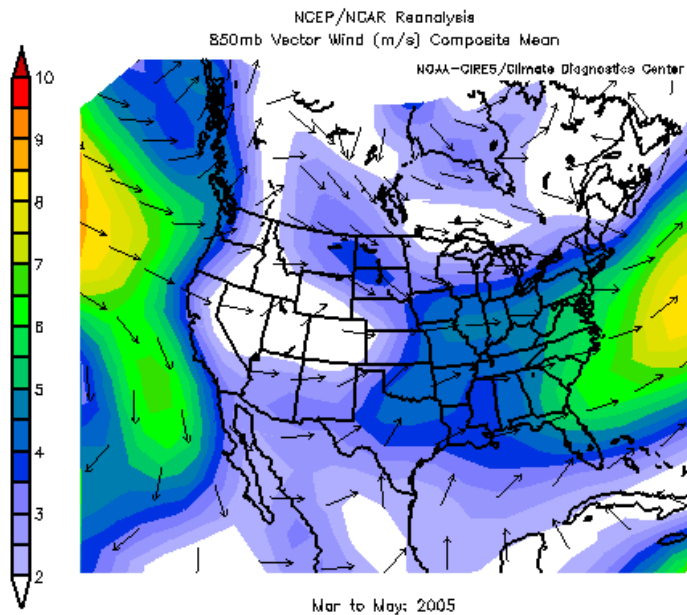 NCEP/NCAR Reanalysis
850mb Vector Wind (m/s) Composite Mean
NOAA-CIRES/Climate Diagnostics Center
10
9
8
7
6
5
4
3
2
Mar to May: 2005